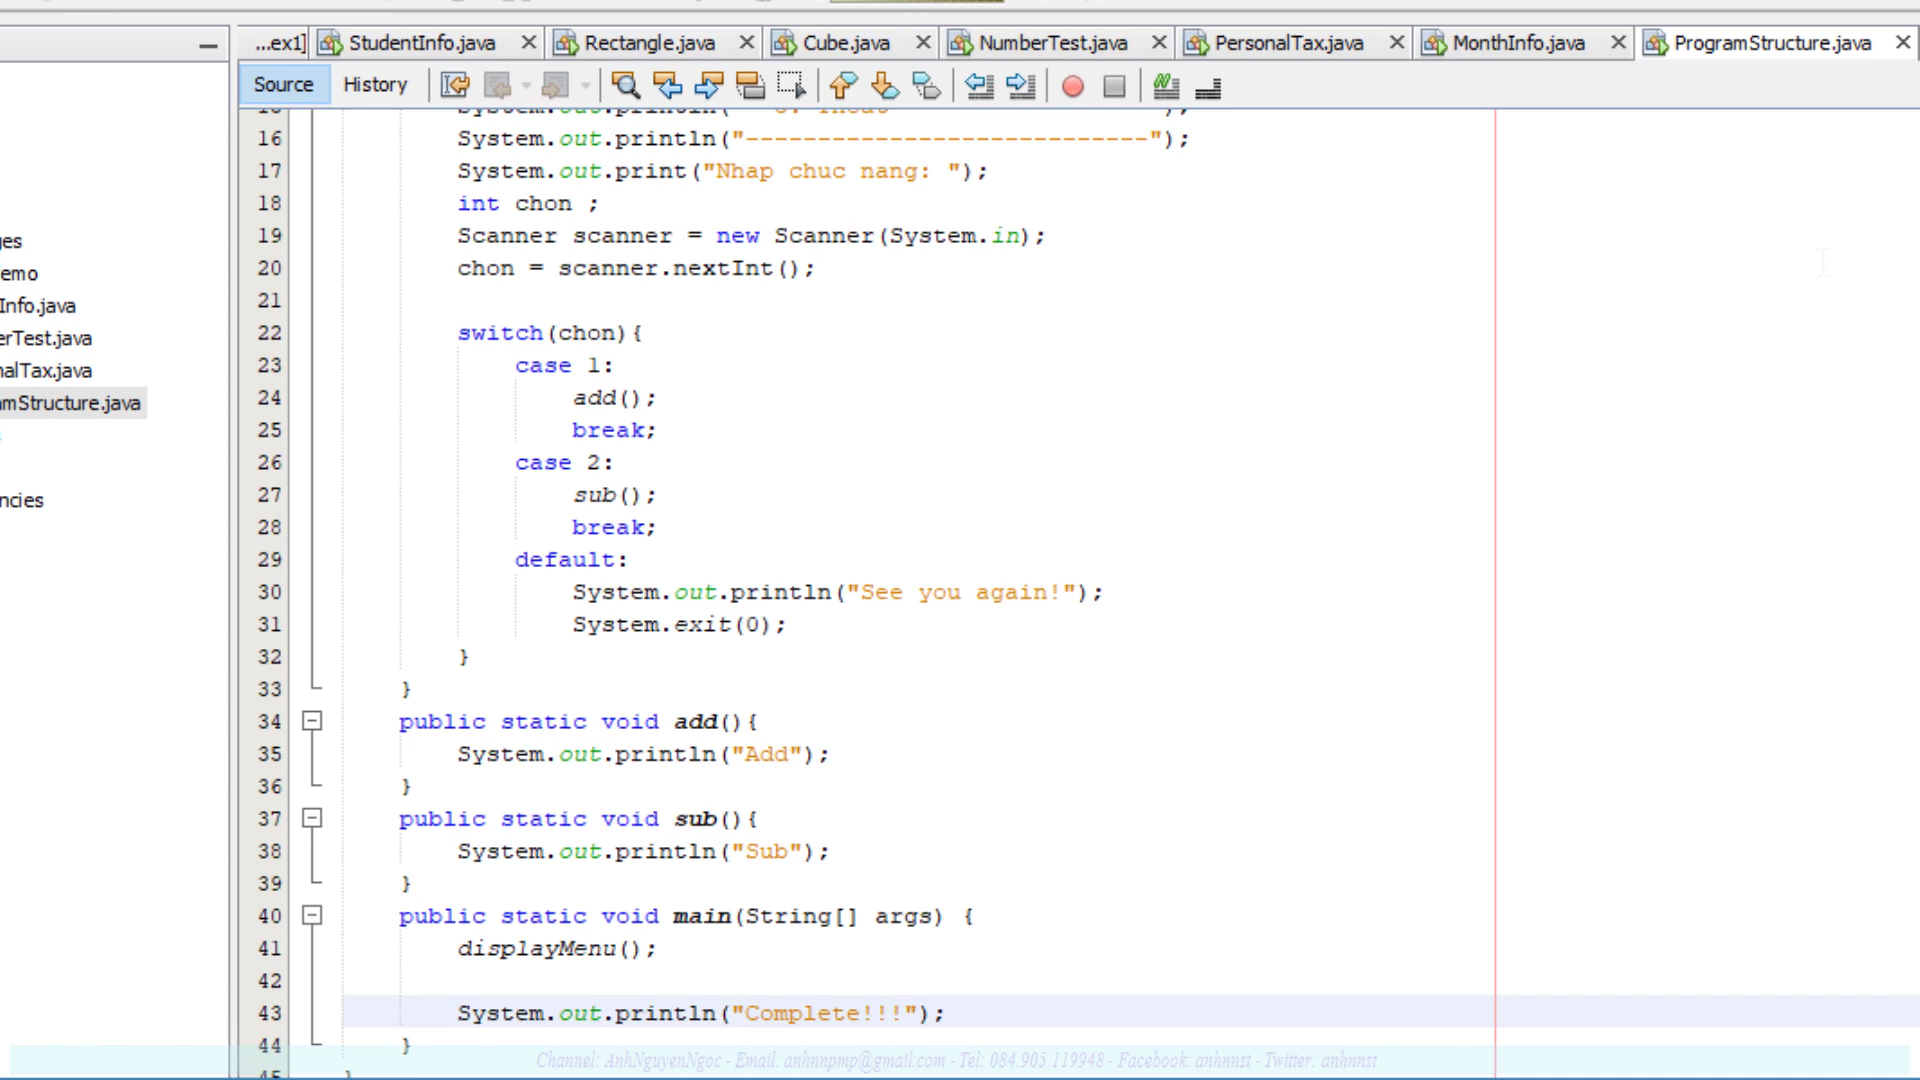 ...ex1] StudentInfo.java Rectangle.java Cube.java NumberTest.java PersonalTax.java MonthInfo.java ProgramStructure.java
Source History
16 System.out.println("----------------------------");
17 System.out.print("Nhap chuc nang: ");
18 int chon ;
19 Scanner scanner = new Scanner(System.in);
20 chon = scanner.nextInt();
21
22 switch(chon){
23 case 1:
24 add();
25 break;
26 case 2:
27 sub();
28 break;
29 default:
30 System.out.println("See you again!");
31 System.exit(0);
32 }
33 }
34 public static void add(){
35 System.out.println("Add");
36 }
37 public static void sub(){
38 System.out.println("Sub");
39 }
40 public static void main(String[] args) {
41 displayMenu();
42
43 System.out.println("Complete!!!");
44 }
ges
emo
Info.java
erTest.java
nalTax.java
amStructure.java
ncies
Channel: AnhNguyenNgoc - Email: anhnnpmp@gmail.com - Tel: 084.905.119948 - Facebook: anhnnst - Twitter: anhnnst